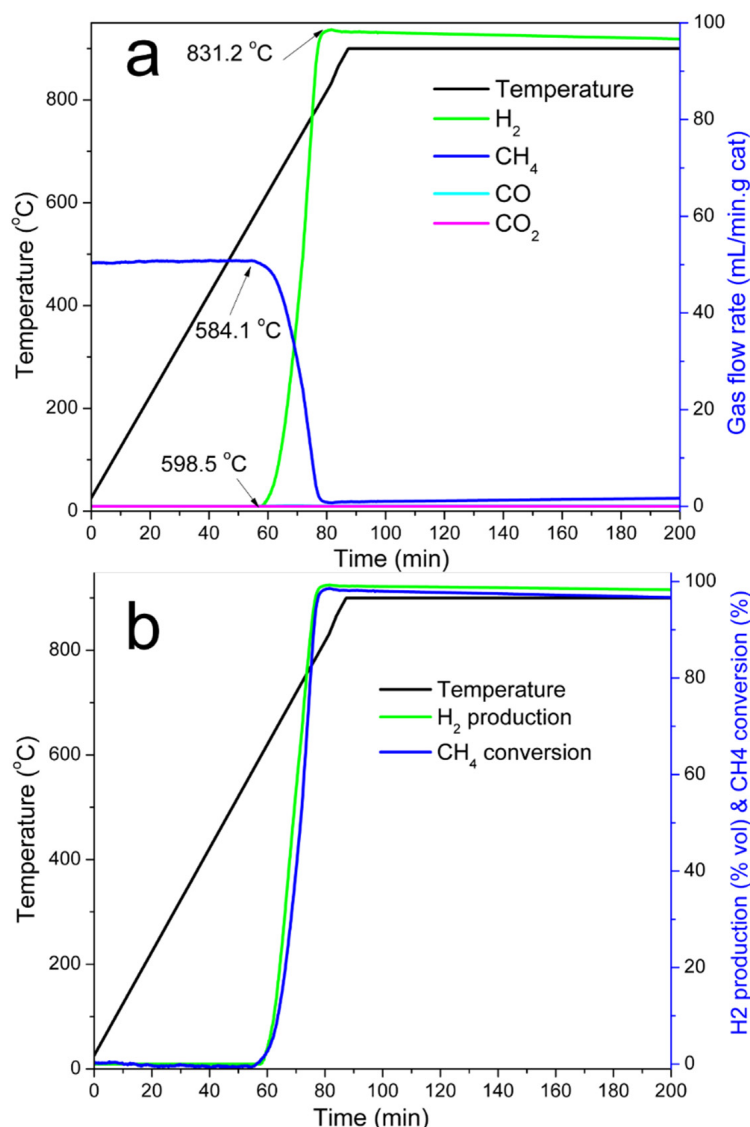 a
831.2 °C
Temperature
H₂
CH₄
CO
CO₂
584.1 °C
598.5 °C
Temperature (°C)
0
200
400
600
800
Gas flow rate (mL/min.g cat)
0
20
40
60
80
100
0 20 40 60 80 100 120 140 160 180 200
Time (min)
b
Temperature
H₂ production
CH₄ conversion
Temperature (°C)
0
200
400
600
800
H2 production (% vol) & CH4 conversion (%)
0
20
40
60
80
100
0 20 40 60 80 100 120 140 160 180 200
Time (min)